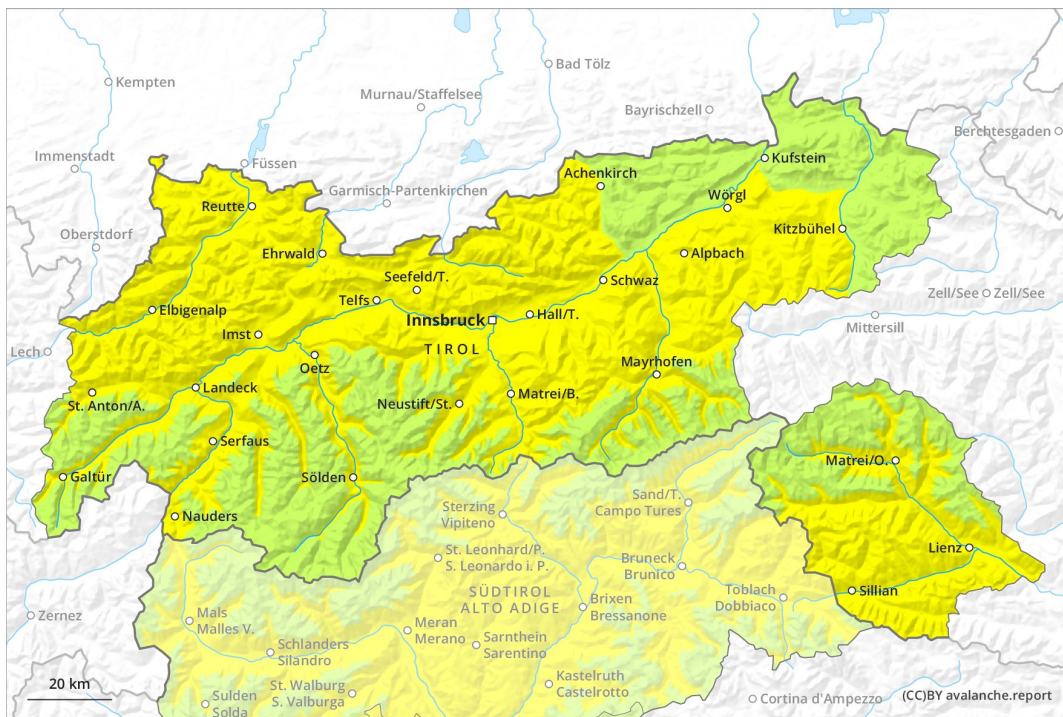 Bad Tölz
Kempten
Murnau/Staffelsee
Bayrischzell
Berchtesgaden
Immenstadt
Füssen
Kufstein
Achenkirch
Garmisch-Partenkirchen
Wörgl
Reutte
Oberstdorf
Kitzbühel
Ehrwald
Alpbach
Seefeld/T.
Schwaz
Zell/See
Zell/See
Telfs
Elbigenalp
Hall/T.
Innsbruck
Mittersill
Imst
TIROL
Lech
Oetz
Mayrhofen
Landeck
St. Anton/A.
Neustift/St.
Matrei/B.
Serfaus
Matrei/O.
Galtür
Sölden
Sterzing
Vipiteno
Sand/T.
Campo Tures
Nauders
Lienz
St. Leonhard/P.
S. Leonardo i. P.
Bruneck
Brunico
SÜDTIROL
ALTO ADIGE
Toblach
Dobbiaco
Sillian
Brixen
Bressanone
Zernez
Mals
Malles V.
Meran
Merano
Sarnthein
Sarentino
Schlanders
Silandro
Kastelruth
Castelrotto
20 km
St. Walburg
S. Valburga
Sulden
Solda
Cortina d'Ampezzo
(CC)BY avalanche.report